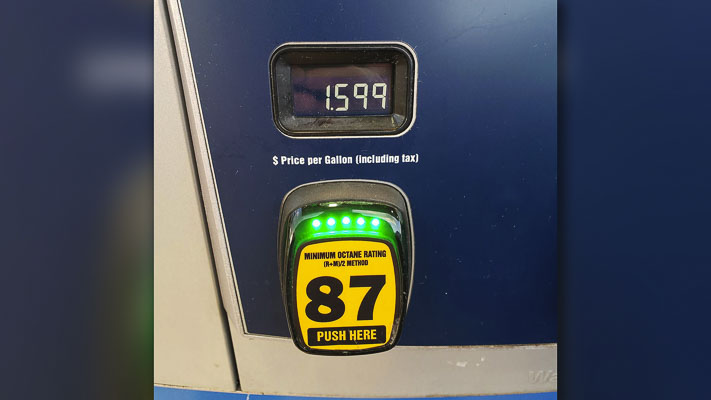 1.599
$ Price per Gallon (including tax)
MINIMUM OCTANE RATING
(R+M)/2 METHOD
87
PUSH HERE